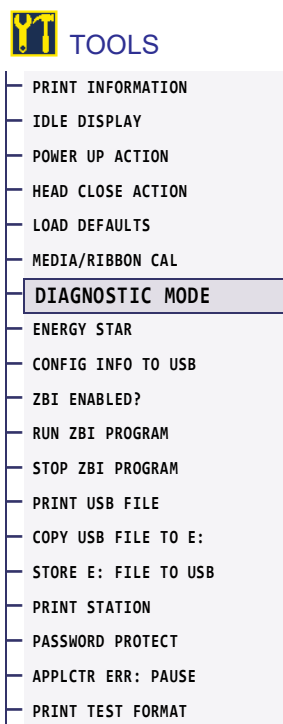 TOOLS
PRINT INFORMATION
IDLE DISPLAY
POWER UP ACTION
HEAD CLOSE ACTION
LOAD DEFAULTS
MEDIA/RIBBON CAL
DIAGNOSTIC MODE
ENERGY STAR
CONFIG INFO TO USB
ZBI ENABLED?
RUN ZBI PROGRAM
STOP ZBI PROGRAM
PRINT USB FILE
COPY USB FILE TO E:
STORE E: FILE TO USB
PRINT STATION
PASSWORD PROTECT
APPLCTR ERR: PAUSE
PRINT TEST FORMAT